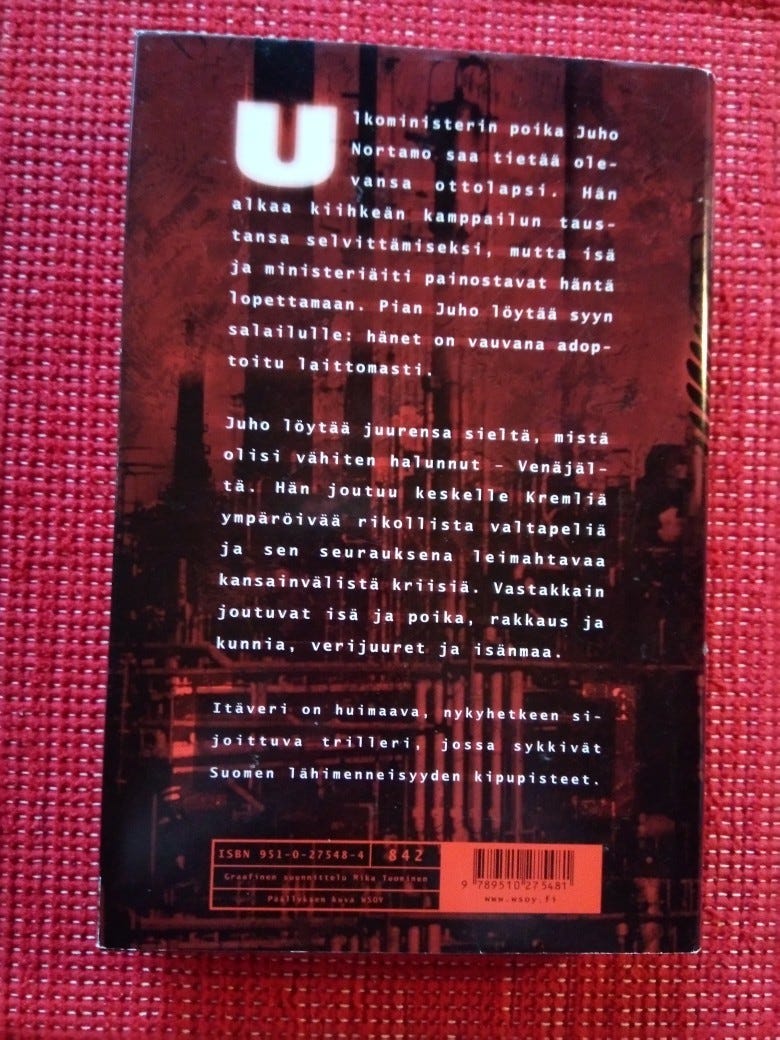 Ulkoministerin poika Juho
Nortamo saa tietää ole-
vansa ottolapsi. Hän
alkaa kiihkeän kamppailun taus-
tansa selvittämiseksi, mutta isä
ja ministeriäiti painostavat häntä
lopettamaan. Pian Juho löytää syyn
salailulle: hänet on vauvana adop-
toitu laittomasti.
Juho löytää juurensa sieltä, mistä
olisi vähiten halunnut – Venäjäl-
tä. Hän joutuu keskelle Kremliä
ympäröivää rikollista valtapeliä
ja sen seurauksena leimahtavaa
kansainvälistä kriisiä. Vastakkain
joutuvat isä ja poika, rakkaus ja
kunnia, verijuuret ja isänmaa.
Itäveri on huimaava, nykyhetkeen si-
joittuva trilleri, jossa sykkivät
Suomen lähimenneisyyden kipupisteet.
ISBN 951-0-27548-4 842
Graafinen suunnittelu Mika Tuominen
Päällyksen kuva WSOY
9 789510 275481
www.wsoy.fi